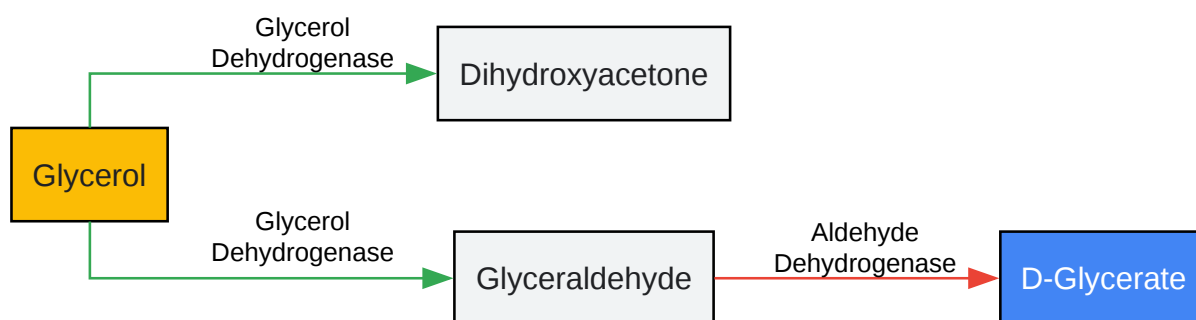 Glycerol
Dehydrogenase
Dihydroxyacetone
Glycerol
Glycerol
Dehydrogenase
Glyceraldehyde
Aldehyde
Dehydrogenase
D-Glycerate